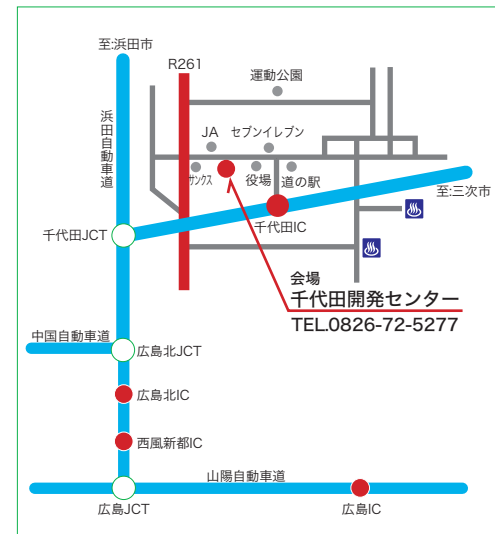 至:浜田市
R261
運動公園
浜田自動車道
JA
セブンイレブン
サンクス
役場
道の駅
至:三次市
千代田IC
千代田JCT
会場
千代田開発センター
TEL.0826-72-5277
中国自動車道
広島北JCT
広島北IC
西風新都IC
山陽自動車道
広島JCT
広島IC